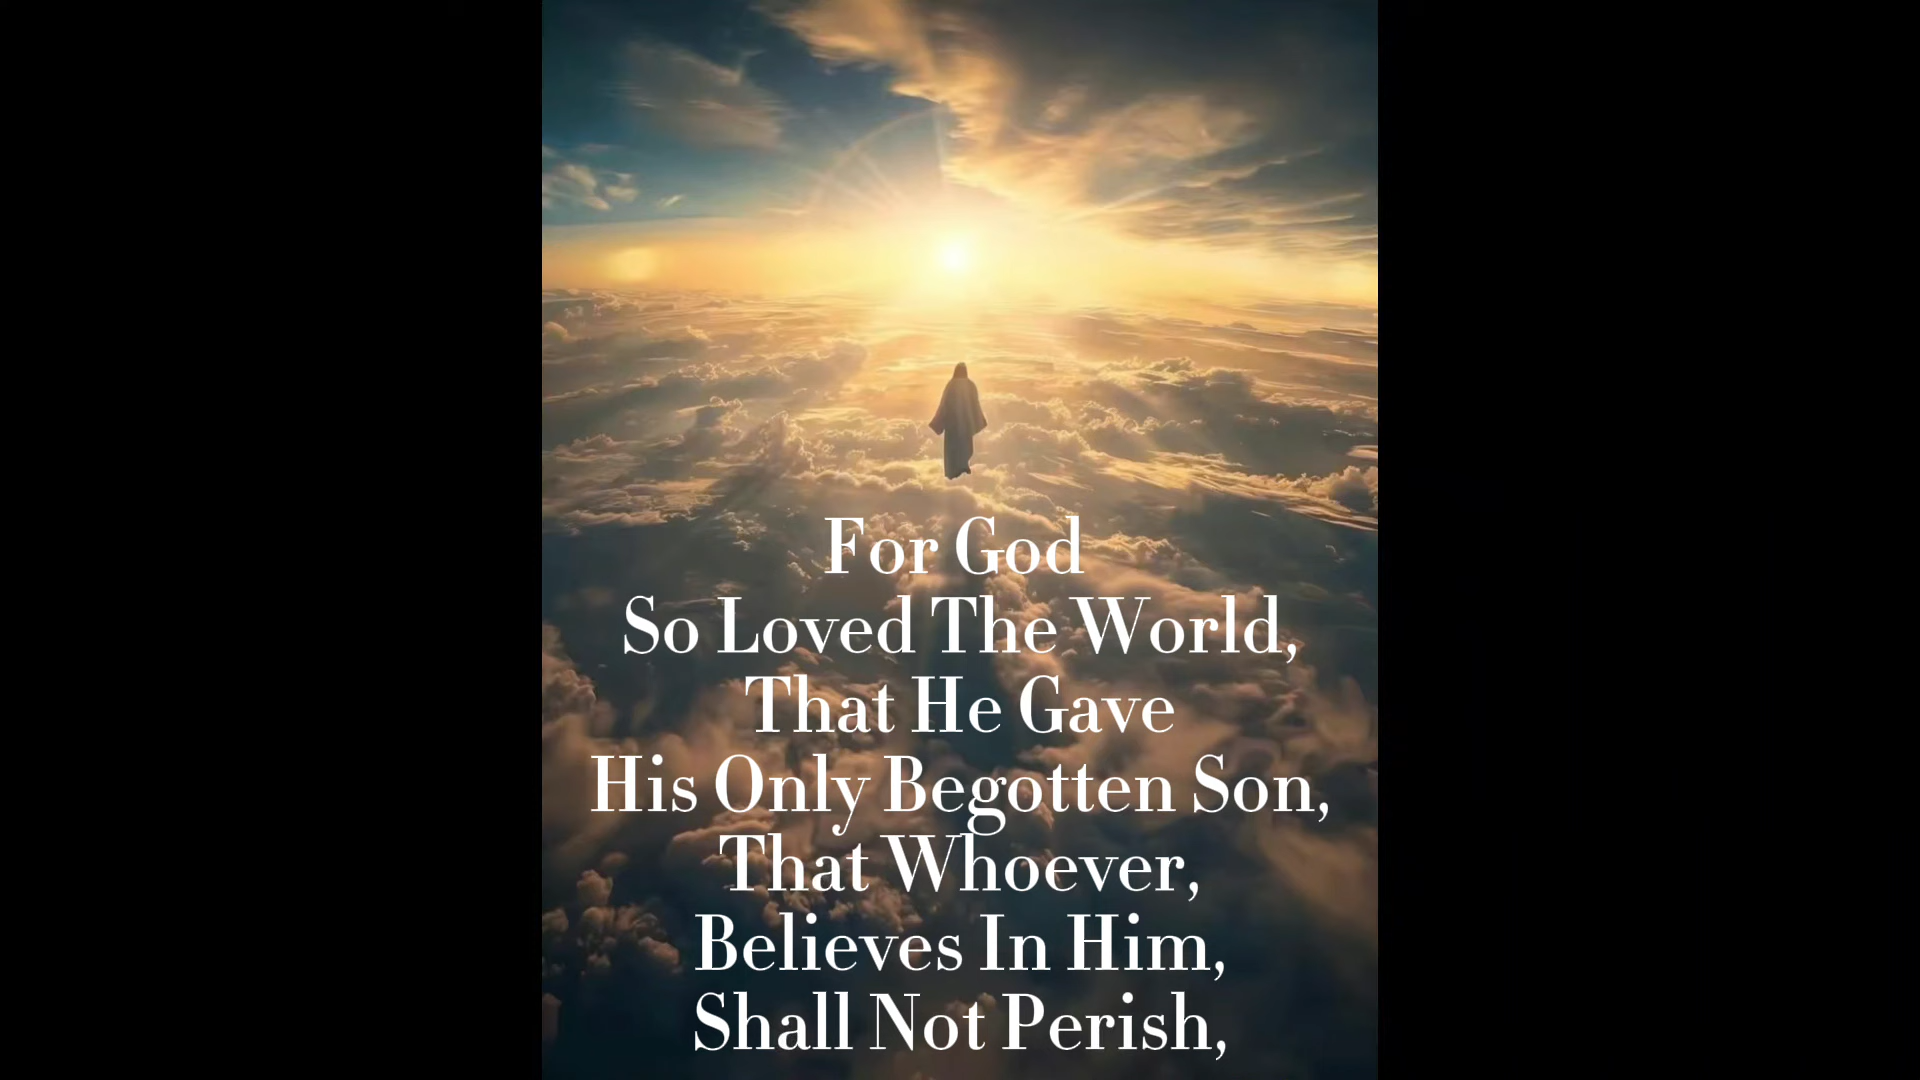 For God
So Loved The World,
That He Gave
His Only Begotten Son,
That Whoever,
Believes In Him,
Shall Not Perish,